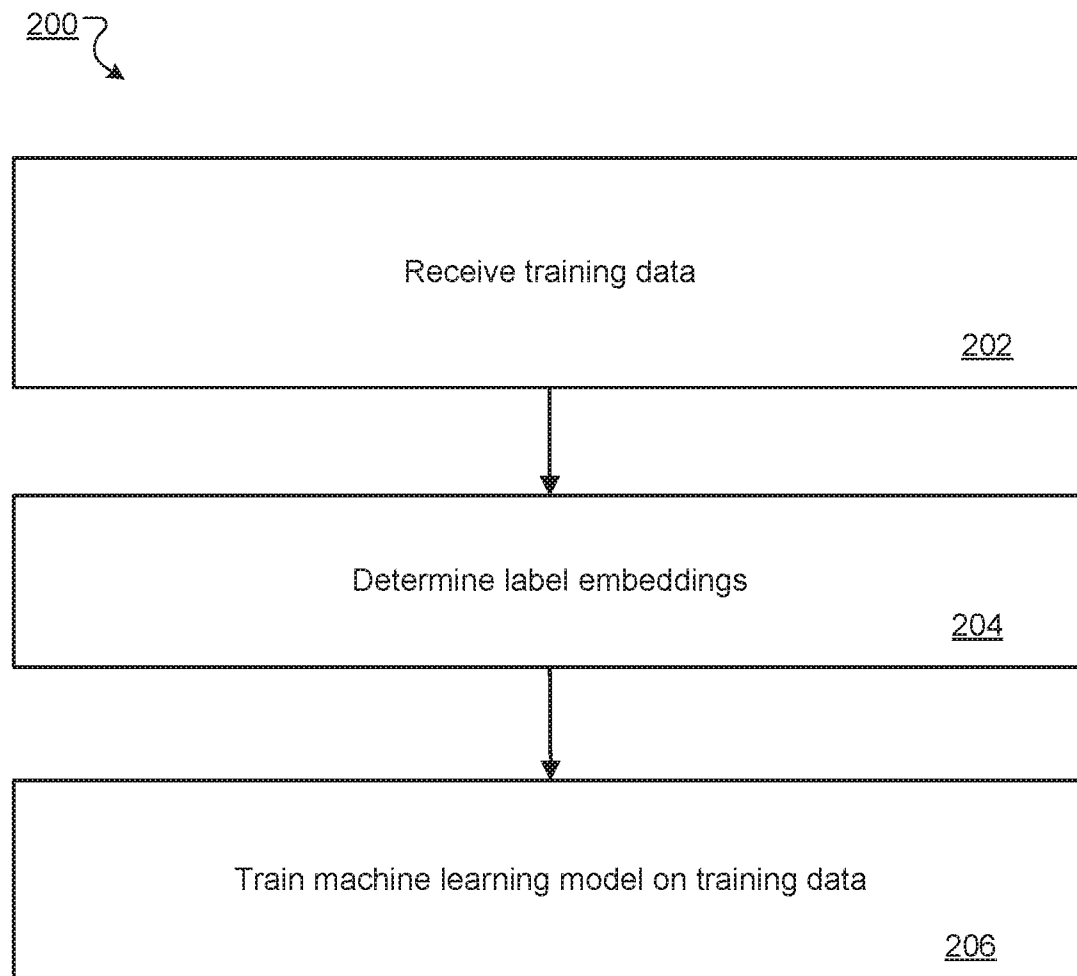 200
Receive training data
202
Determine label embeddings
204
Train machine learning model on training data
206